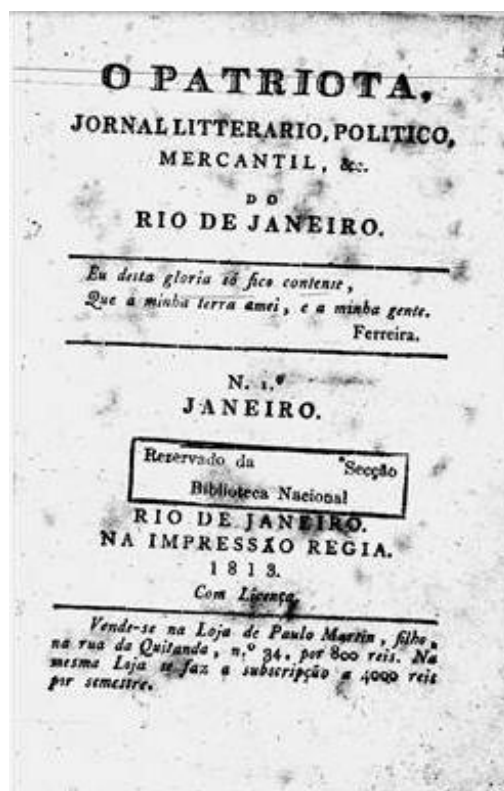 O PATRIOTA,
JORNAL LITTERARIO, POLITICO,
MERCANTIL, &c.
DO
RIO DE JANEIRO.
Eu desta gloria só fico contente,
Que a minha terra amei, e a minha gente.
Ferreira.
N. 1.º
JANEIRO.
Rezervado da Secção
Biblioteca Nacional
RIO DE JANEIRO.
NA IMPRESSÃO REGIA.
1813.
Com Licença.
Vende-se na Loja de Paulo Martin, filho,
na rua da Quitanda, n.º 34, por 800 reis. Na
mesma Loja se faz a subscripção a 4000 reis
por semestre.